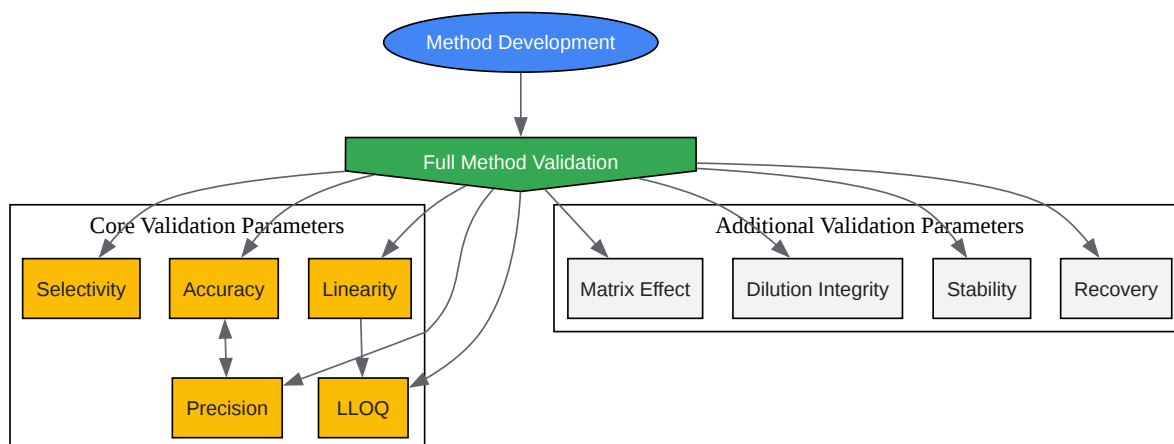 Method Development
Full Method Validation
Core Validation Parameters
Additional Validation Parameters
Selectivity
Accuracy
Linearity
Matrix Effect
Dilution Integrity
Stability
Recovery
Precision
LLOQ